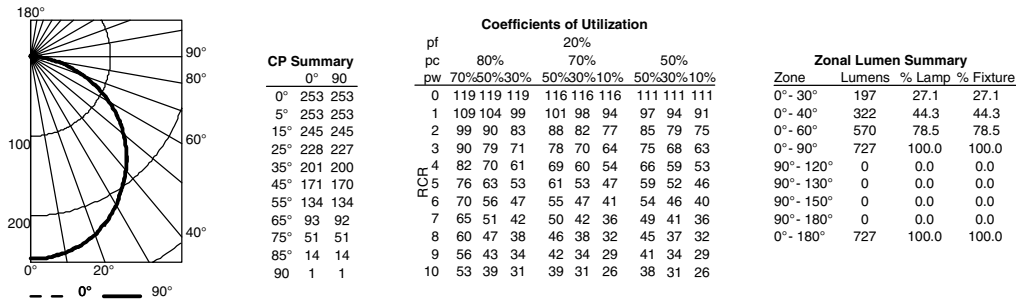 180°
90°
80°
60°
40°
100
200
0° 20°
0° 90°
CP Summary
0° 90
0° 253 253
5° 253 253
15° 245 245
25° 228 227
35° 201 200
45° 171 170
55° 134 134
65° 93 92
75° 51 51
85° 14 14
90 1 1
Coefficients of Utilization
pf 20%
pc 80% 70% 50%
pw 70%50%30% 50%30%10% 50%30%10%
RCR
0 119 119 119 116 116 116 111 111 111
1 109 104 99 101 98 94 97 94 91
2 99 90 83 88 82 77 85 79 75
3 90 79 71 78 70 64 75 68 63
4 82 70 61 69 60 54 66 59 53
5 76 63 53 61 53 47 59 52 46
6 70 56 47 55 47 41 54 46 40
7 65 51 42 50 42 36 49 41 36
8 60 47 38 46 38 32 45 37 32
9 56 43 34 42 34 29 41 34 29
10 53 39 31 39 31 26 38 31 26
Zonal Lumen Summary
Zone Lumens % Lamp % Fixture
0°- 30° 197 27.1 27.1
0°- 40° 322 44.3 44.3
0°- 60° 570 78.5 78.5
0°- 90° 727 100.0 100.0
90°- 120° 0 0.0 0.0
90°- 130° 0 0.0 0.0
90°- 150° 0 0.0 0.0
90°- 180° 0 0.0 0.0
0°- 180° 727 100.0 100.0